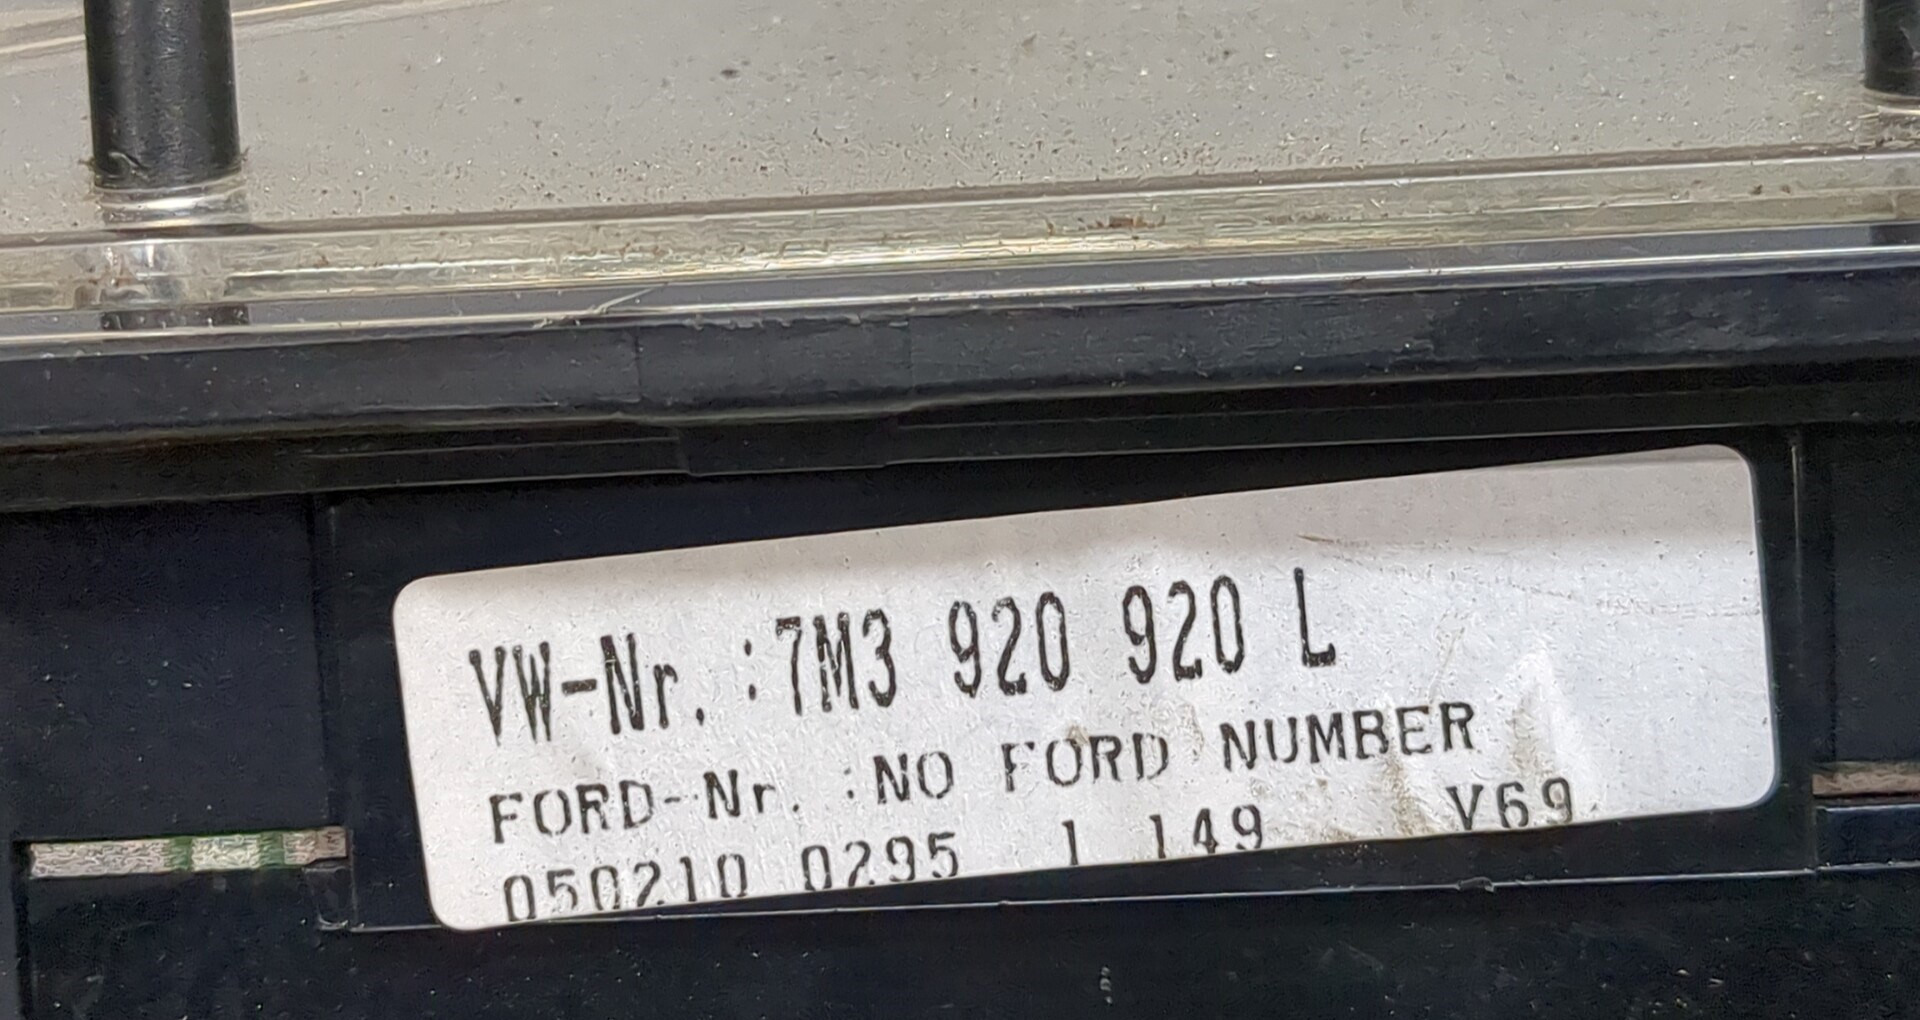 VW-Nr. :7M3 920 920 L
FORD-Nr. :NO FORD NUMBER
050210 0295 1 149 V69